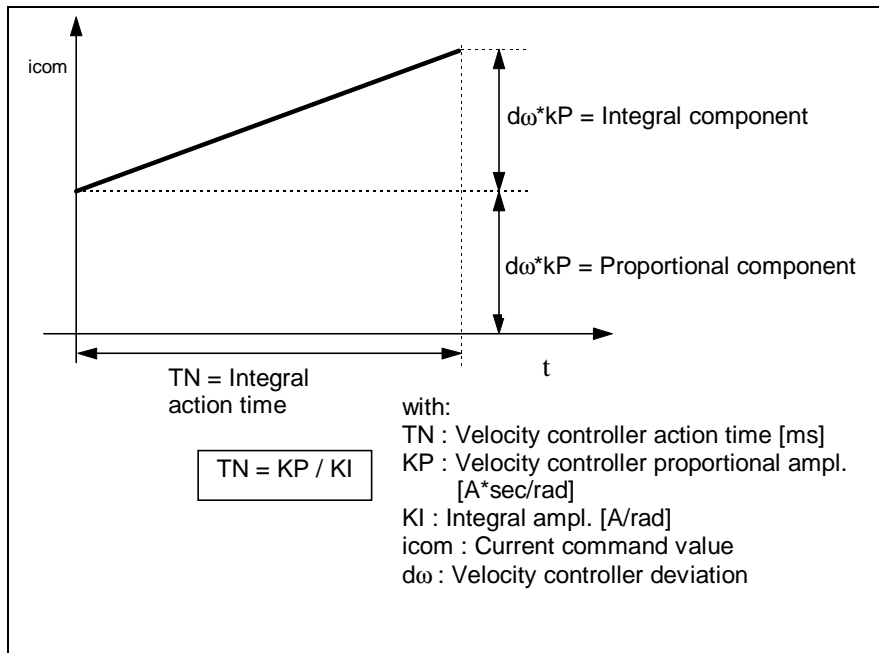 icom
dω*kP = Integral component
dω*kP = Proportional component
t
TN = Integral
action time
TN = KP / KI
with:
TN : Velocity controller action time [ms]
KP : Velocity controller proportional ampl.
[A*sec/rad]
KI : Integral ampl. [A/rad]
icom : Current command value
dω : Velocity controller deviation